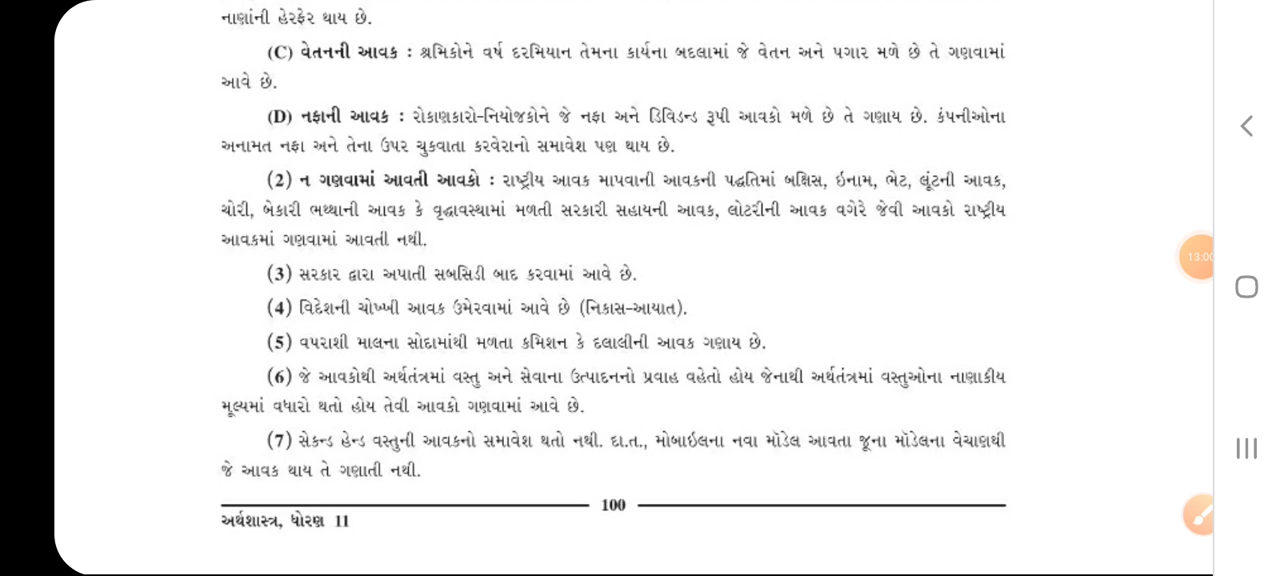 નાણાંની હેરફેર થાય છે.
(C) વેતનની આવક : શ્રમિકોને વર્ષ દરમિયાન તેમના કાર્યના બદલામાં જે વેતન અને પગાર મળે છે તે ગણવામાં
આવે છે.
(D) નફાની આવક : રોકાણકારો-નિયોજકોને જે નફા અને ડિવિડન્ડ રૂપી આવકો મળે છે તે ગણાય છે. કંપનીઓના
અનામત નફા અને તેના ઉપર ચુકવાતા કરવેરાનો સમાવેશ પણ થાય છે.
(2) ન ગણવામાં આવતી આવકો : રાષ્ટ્રીય આવક માપવાની આવકની પદ્ધતિમાં બક્ષિસ, ઇનામ, ભેટ, લૂંટની આવક,
ચોરી, બેકારી ભથ્થાની આવક કે વૃદ્ધાવસ્થામાં મળતી સરકારી સહાયની આવક, લોટરીની આવક વગેરે જેવી આવકો રાષ્ટ્રીય
આવકમાં ગણવામાં આવતી નથી.
(3) સરકાર દ્વારા અપાતી સબસિડી બાદ કરવામાં આવે છે.
(4) વિદેશની ચોખ્ખી આવક ઉમેરવામાં આવે છે (નિકાસ-આયાત).
(5) વપરાશી માલના સોદામાંથી મળતા કમિશન કે દલાલીની આવક ગણાય છે.
(6) જે આવકોથી અર્થતંત્રમાં વસ્તુ અને સેવાના ઉત્પાદનનો પ્રવાહ વહેતો હોય જેનાથી અર્થતંત્રમાં વસ્તુઓના નાણાકીય
મૂલ્યમાં વધારો થતો હોય તેવી આવકો ગણવામાં આવે છે.
(7) સેકન્ડ હેન્ડ વસ્તુની આવકનો સમાવેશ થતો નથી. દા.ત., મોબાઇલના નવા મૉડેલ આવતા જૂના મૉડેલના વેચાણથી
જે આવક થાય તે ગણાતી નથી.
100
અર્થશાસ્ત્ર, ધોરણ 11
13:00